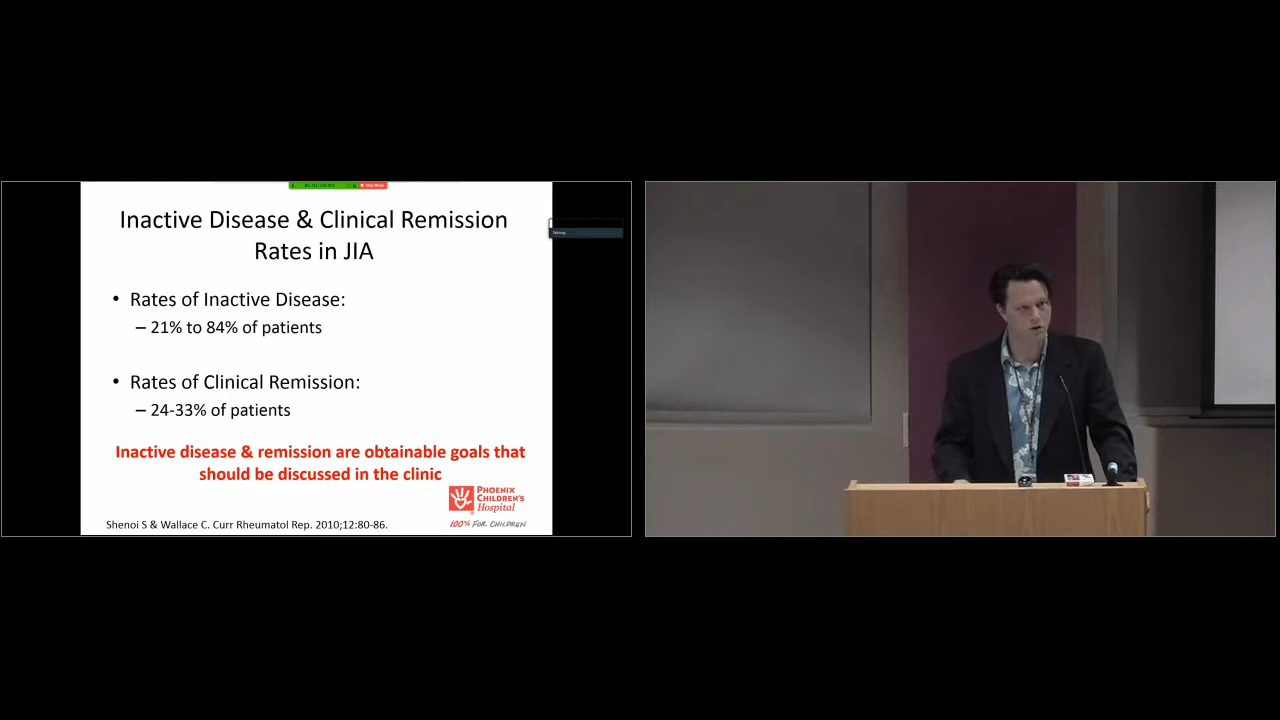 Inactive Disease & Clinical Remission
Rates in JIA
• Rates of Inactive Disease:
– 21% to 84% of patients
• Rates of Clinical Remission:
– 24-33% of patients
Inactive disease & remission are obtainable goals that
should be discussed in the clinic
PHOENIX
CHILDREN'S
Hospital
100% FOR CHILDREN
Shenoi S & Wallace C. Curr Rheumatol Rep. 2010;12:80-86.